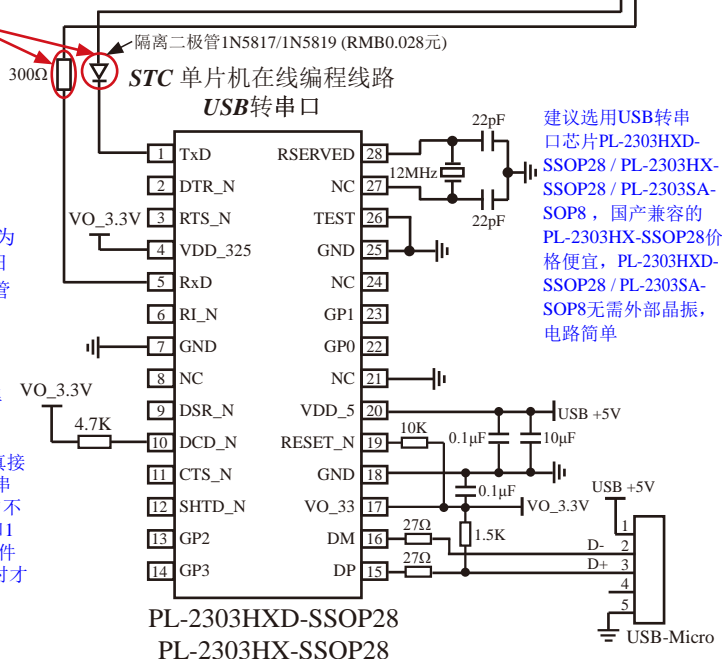 隔离二极管1N5817/1N5819 (RMB0.028元)
300Ω
STC 单片机在线编程线路
USB转串口
22pF
12MHz
22pF
建议选用USB转串
口芯片PL-2303HXD-
SSOP28 / PL-2303HX-
SSOP28 / PL-2303SA-
SOP8 ，国产兼容的
PL-2303HX-SSOP28价
格便宜，PL-2303HXD-
SSOP28 / PL-2303SA-
SOP8无需外部晶振，
电路简单
1 TxD RSERVED 28
2 DTR_N NC 27
3 RTS_N TEST 26
4 VDD_325 GND 25
5 RxD NC 24
6 RI_N GP1 23
7 GND GP0 22
8 NC NC 21
9 DSR_N VDD_5 20
10 DCD_N RESET_N 19
11 CTS_N GND 18
12 SHTD_N VO_33 17
13 GP2 DM 16
14 GP3 DP 15
VO_3.3V
为
管
VO_3.3V
4.7K
接
串
不
1
件
时才
USB +5V
10K
0.1μF
10μF
0.1μF
VO_3.3V
27Ω
1.5K
27Ω
USB +5V
D-
D+
1
2
3
4
5
USB-Micro
PL-2303HXD-SSOP28
PL-2303HX-SSOP28